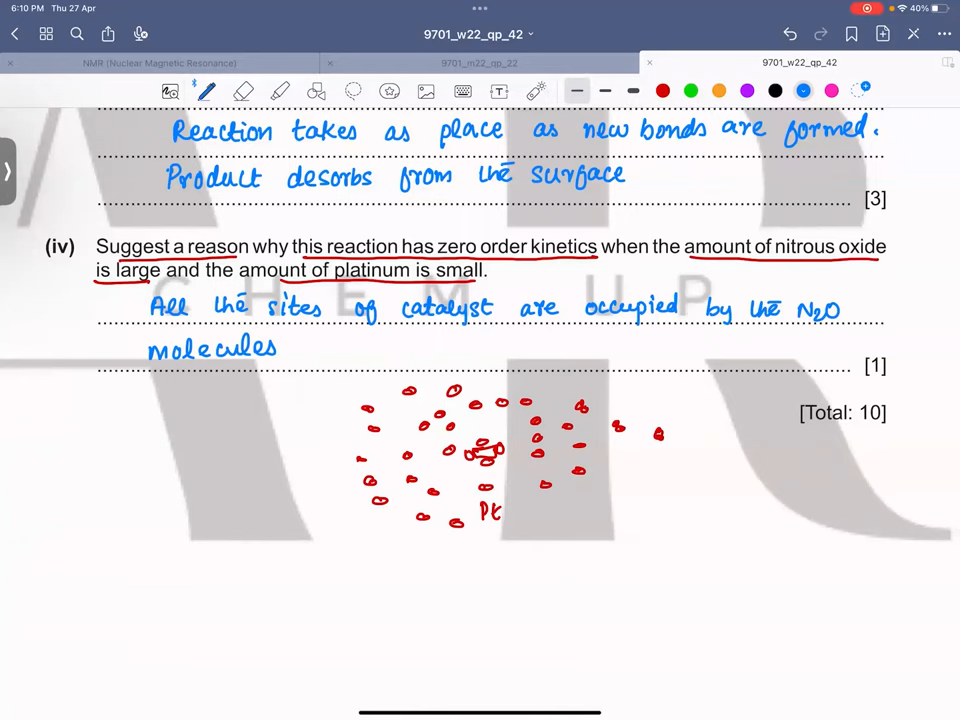 6:10 PM Thu 27 Apr
40%
9701_w22_qp_42
NMR (Nuclear Magnetic Resonance)
9701_m22_qp_22
9701_w22_qp_42
Reaction takes as place as new bonds are formed.
Product desorbs from the surface
[3]
(iv) Suggest a reason why this reaction has zero order kinetics when the amount of nitrous oxide
is large and the amount of platinum is small.
All the sites of catalyst are occupied by the N2O
molecules
[1]
[Total: 10]
Pt
CHEM UP
AR